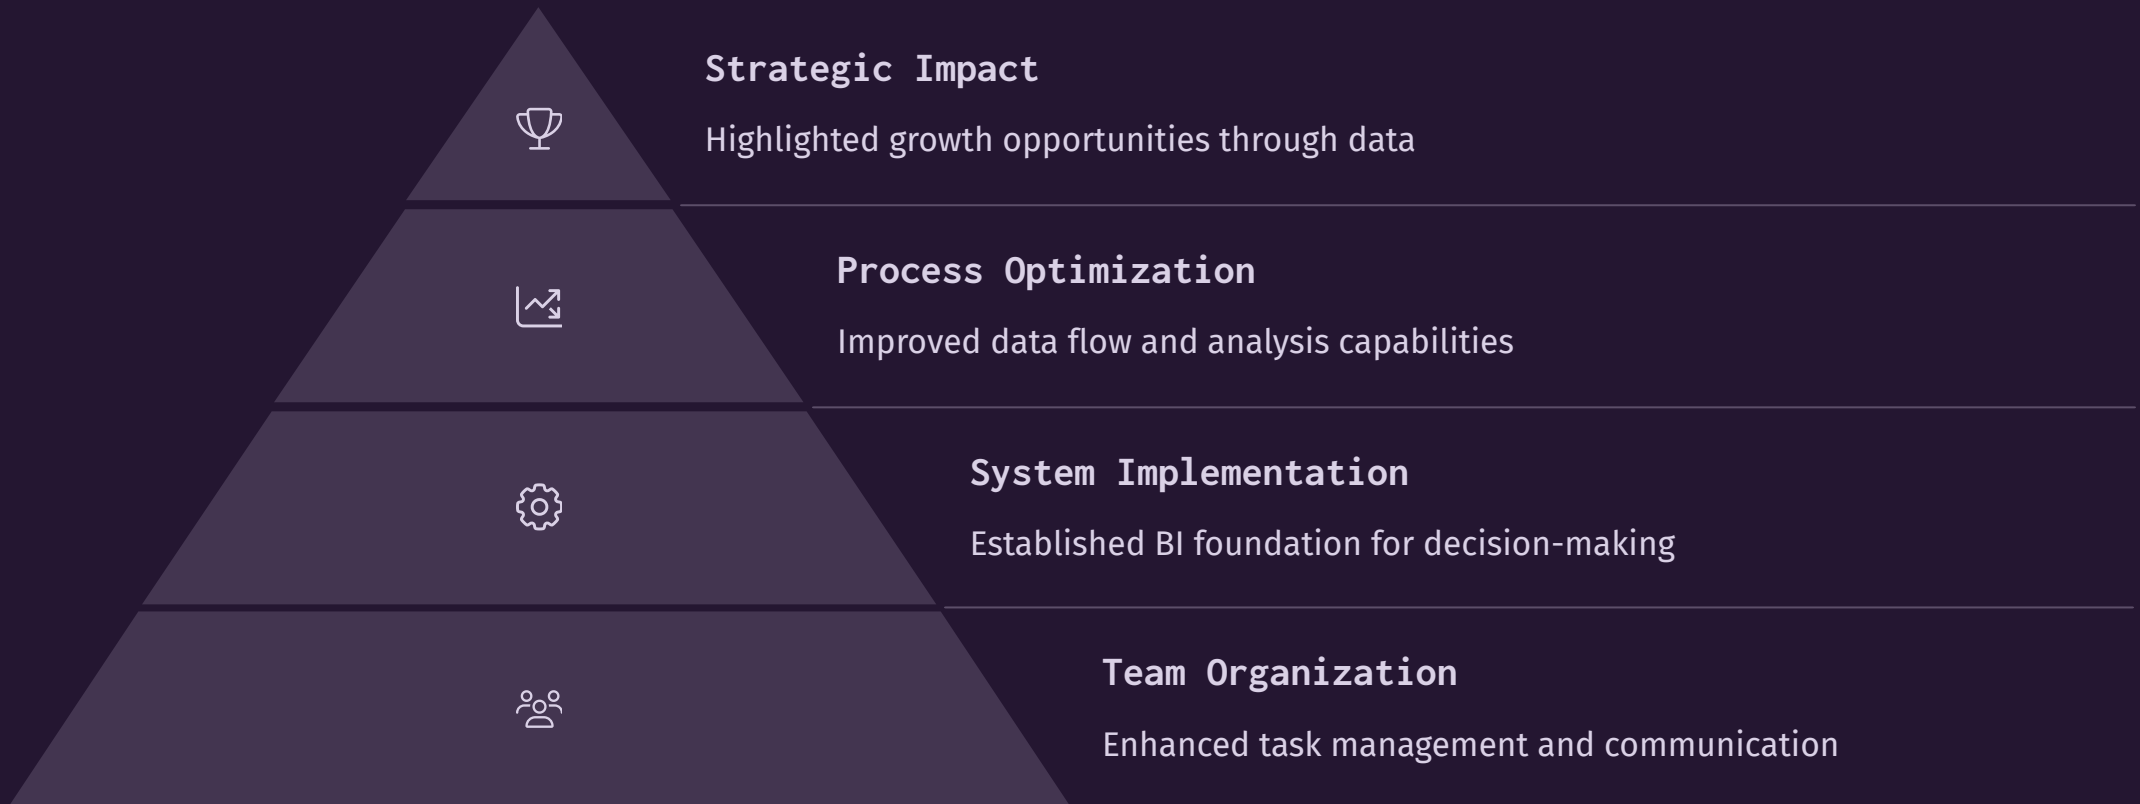 Strategic Impact
Highlighted growth opportunities through data
Process Optimization
Improved data flow and analysis capabilities
System Implementation
Established BI foundation for decision-making
Team Organization
Enhanced task management and communication